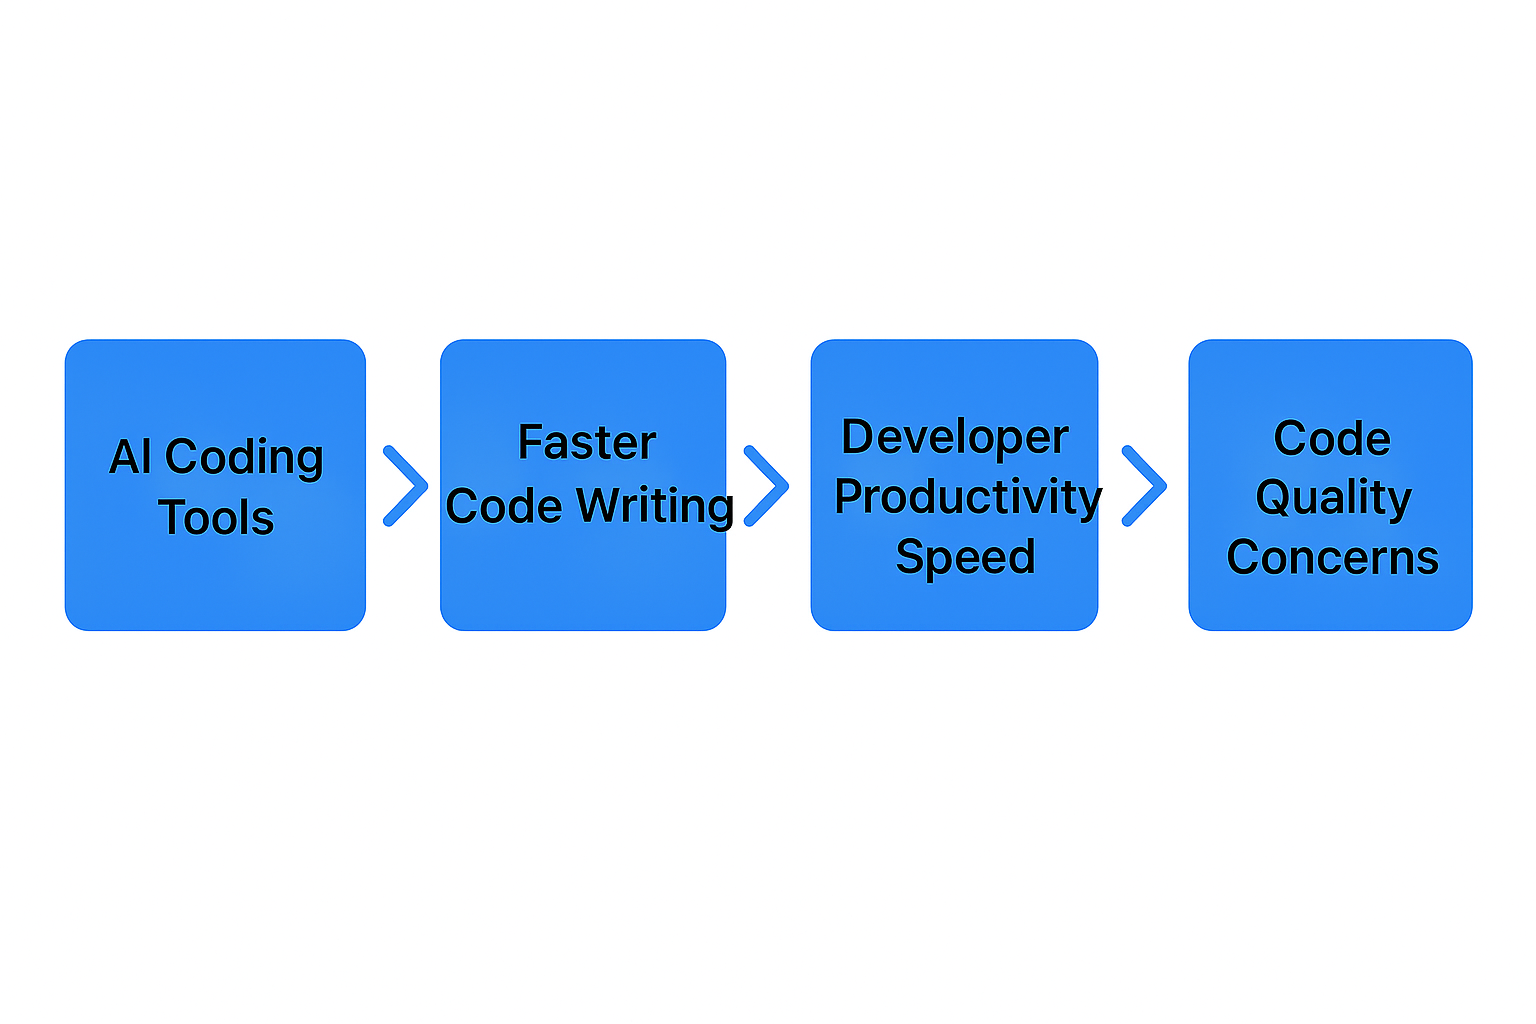 AI Coding
Tools
Faster
Code Writing
Developer
Productivity
Speed
Code
Quality
Concerns